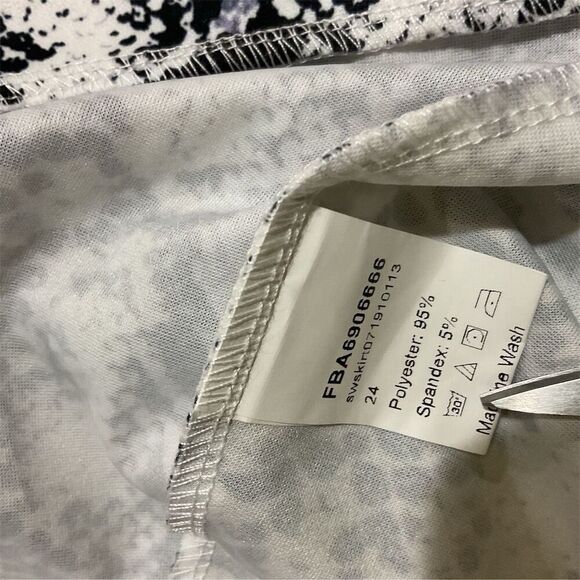 FBA6906666
swskirt071910113
24
Polyester: 95%
Spandex: 5%
30°
Wash